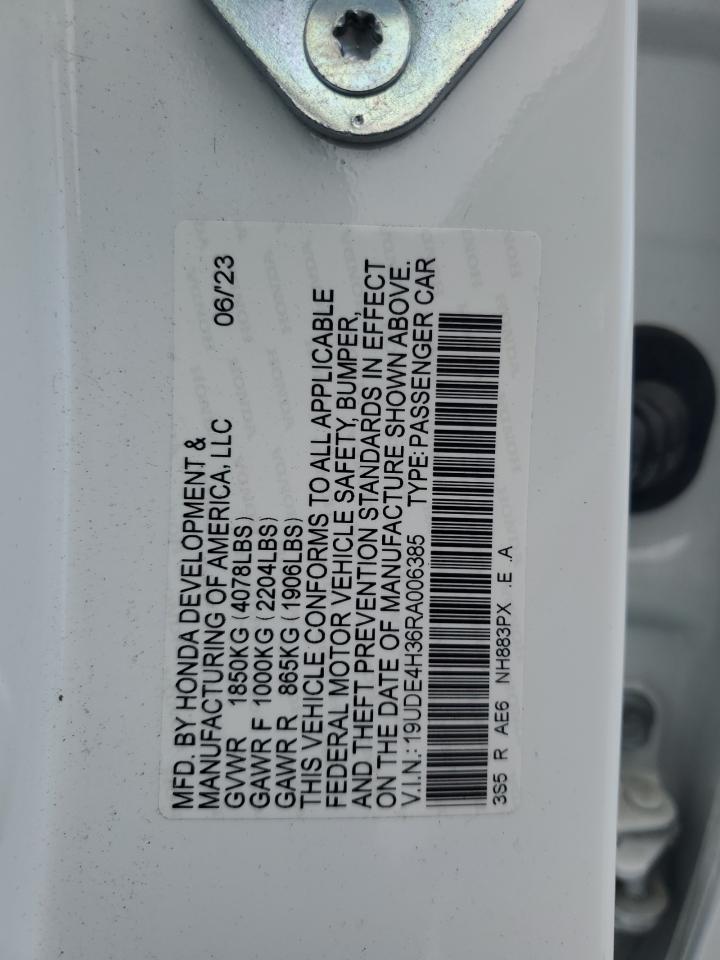 MFD. BY HONDA DEVELOPMENT &
MANUFACTURING OF AMERICA, LLC 06/'23
GVWR 1850KG (4078LBS)
GAWR F 1000KG (2204LBS)
GAWR R 865KG (1906LBS)
THIS VEHICLE CONFORMS TO ALL APPLICABLE
FEDERAL MOTOR VEHICLE SAFETY, BUMPER,
AND THEFT PREVENTION STANDARDS IN EFFECT
ON THE DATE OF MANUFACTURE SHOWN ABOVE.
V.I.N.: 19UDE4H36RA006385 TYPE: PASSENGER CAR
3S5 R AE6 NH883PX .E .A